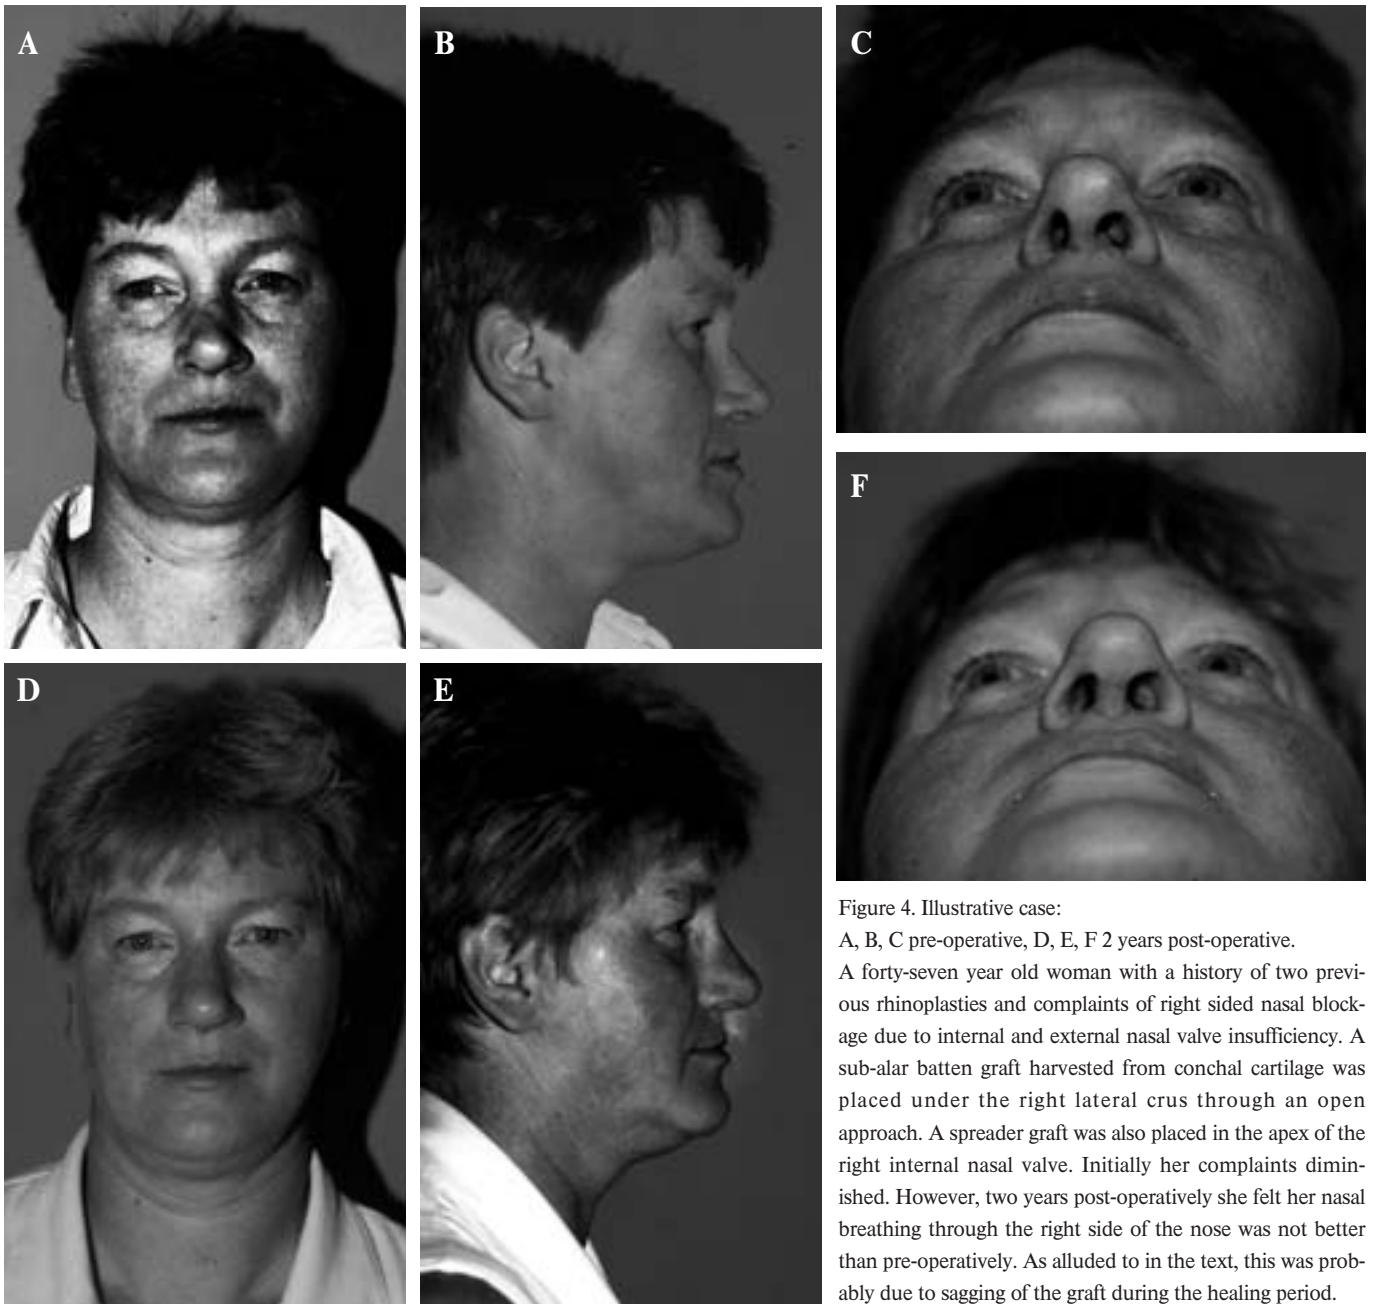 A
B
C
D
E
F
Figure 4. Illustrative case:
A, B, C pre-operative, D, E, F 2 years post-operative.
A forty-seven year old woman with a history of two previ-
ous rhinoplasties and complaints of right sided nasal block-
age due to internal and external nasal valve insufficiency. A
sub-alar batten graft harvested from conchal cartilage was
placed under the right lateral crus through an open
approach. A spreader graft was also placed in the apex of the
right internal nasal valve. Initially her complaints dimin-
ished. However, two years post-operatively she felt her nasal
breathing through the right side of the nose was not better
than pre-operatively. As alluded to in the text, this was prob-
ably due to sagging of the graft during the healing period.